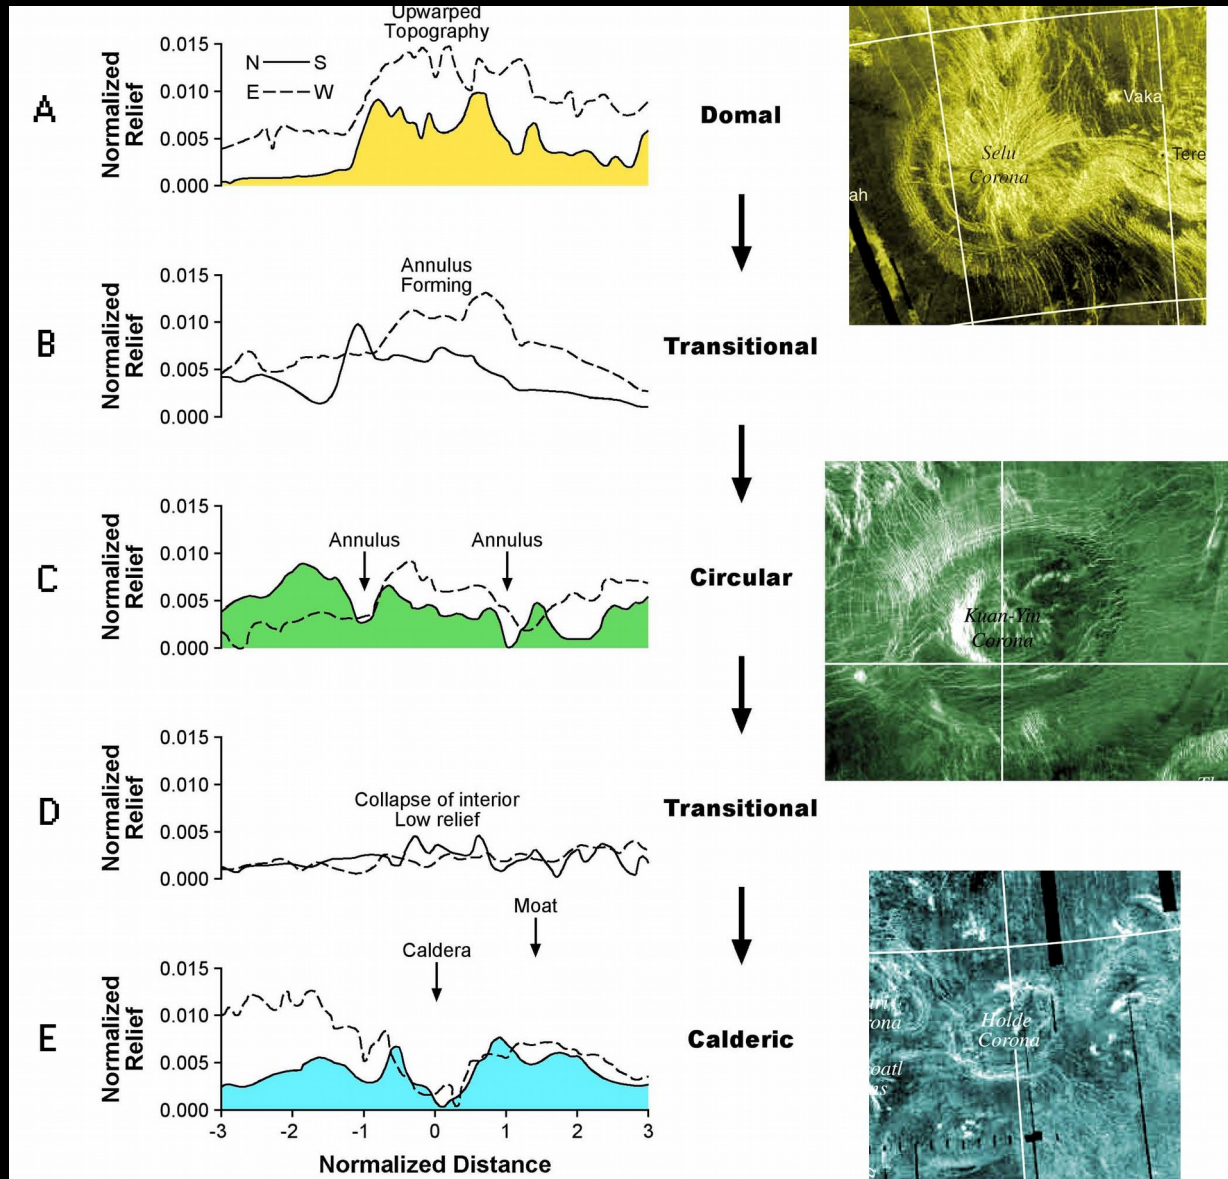 Upwarped
Topography
A
Normalized
Relief
0.015
0.010
0.005
0.000
N S
E W
Domal
Selu
Corona
Vaka
Tere
ah
B
Normalized
Relief
0.015
0.010
0.005
0.000
Annulus
Forming
Transitional
C
Normalized
Relief
0.015
0.010
0.005
0.000
Annulus
Annulus
Circular
Kuan-Yin
Corona
D
Normalized
Relief
0.015
0.010
0.005
0.000
Collapse of interior
Low relief
Transitional
E
Normalized
Relief
0.015
0.010
0.005
0.000
Caldera
Moat
Calderic
Holde
Corona
rona
oatl
-3 -2 -1 0 1 2 3
Normalized Distance